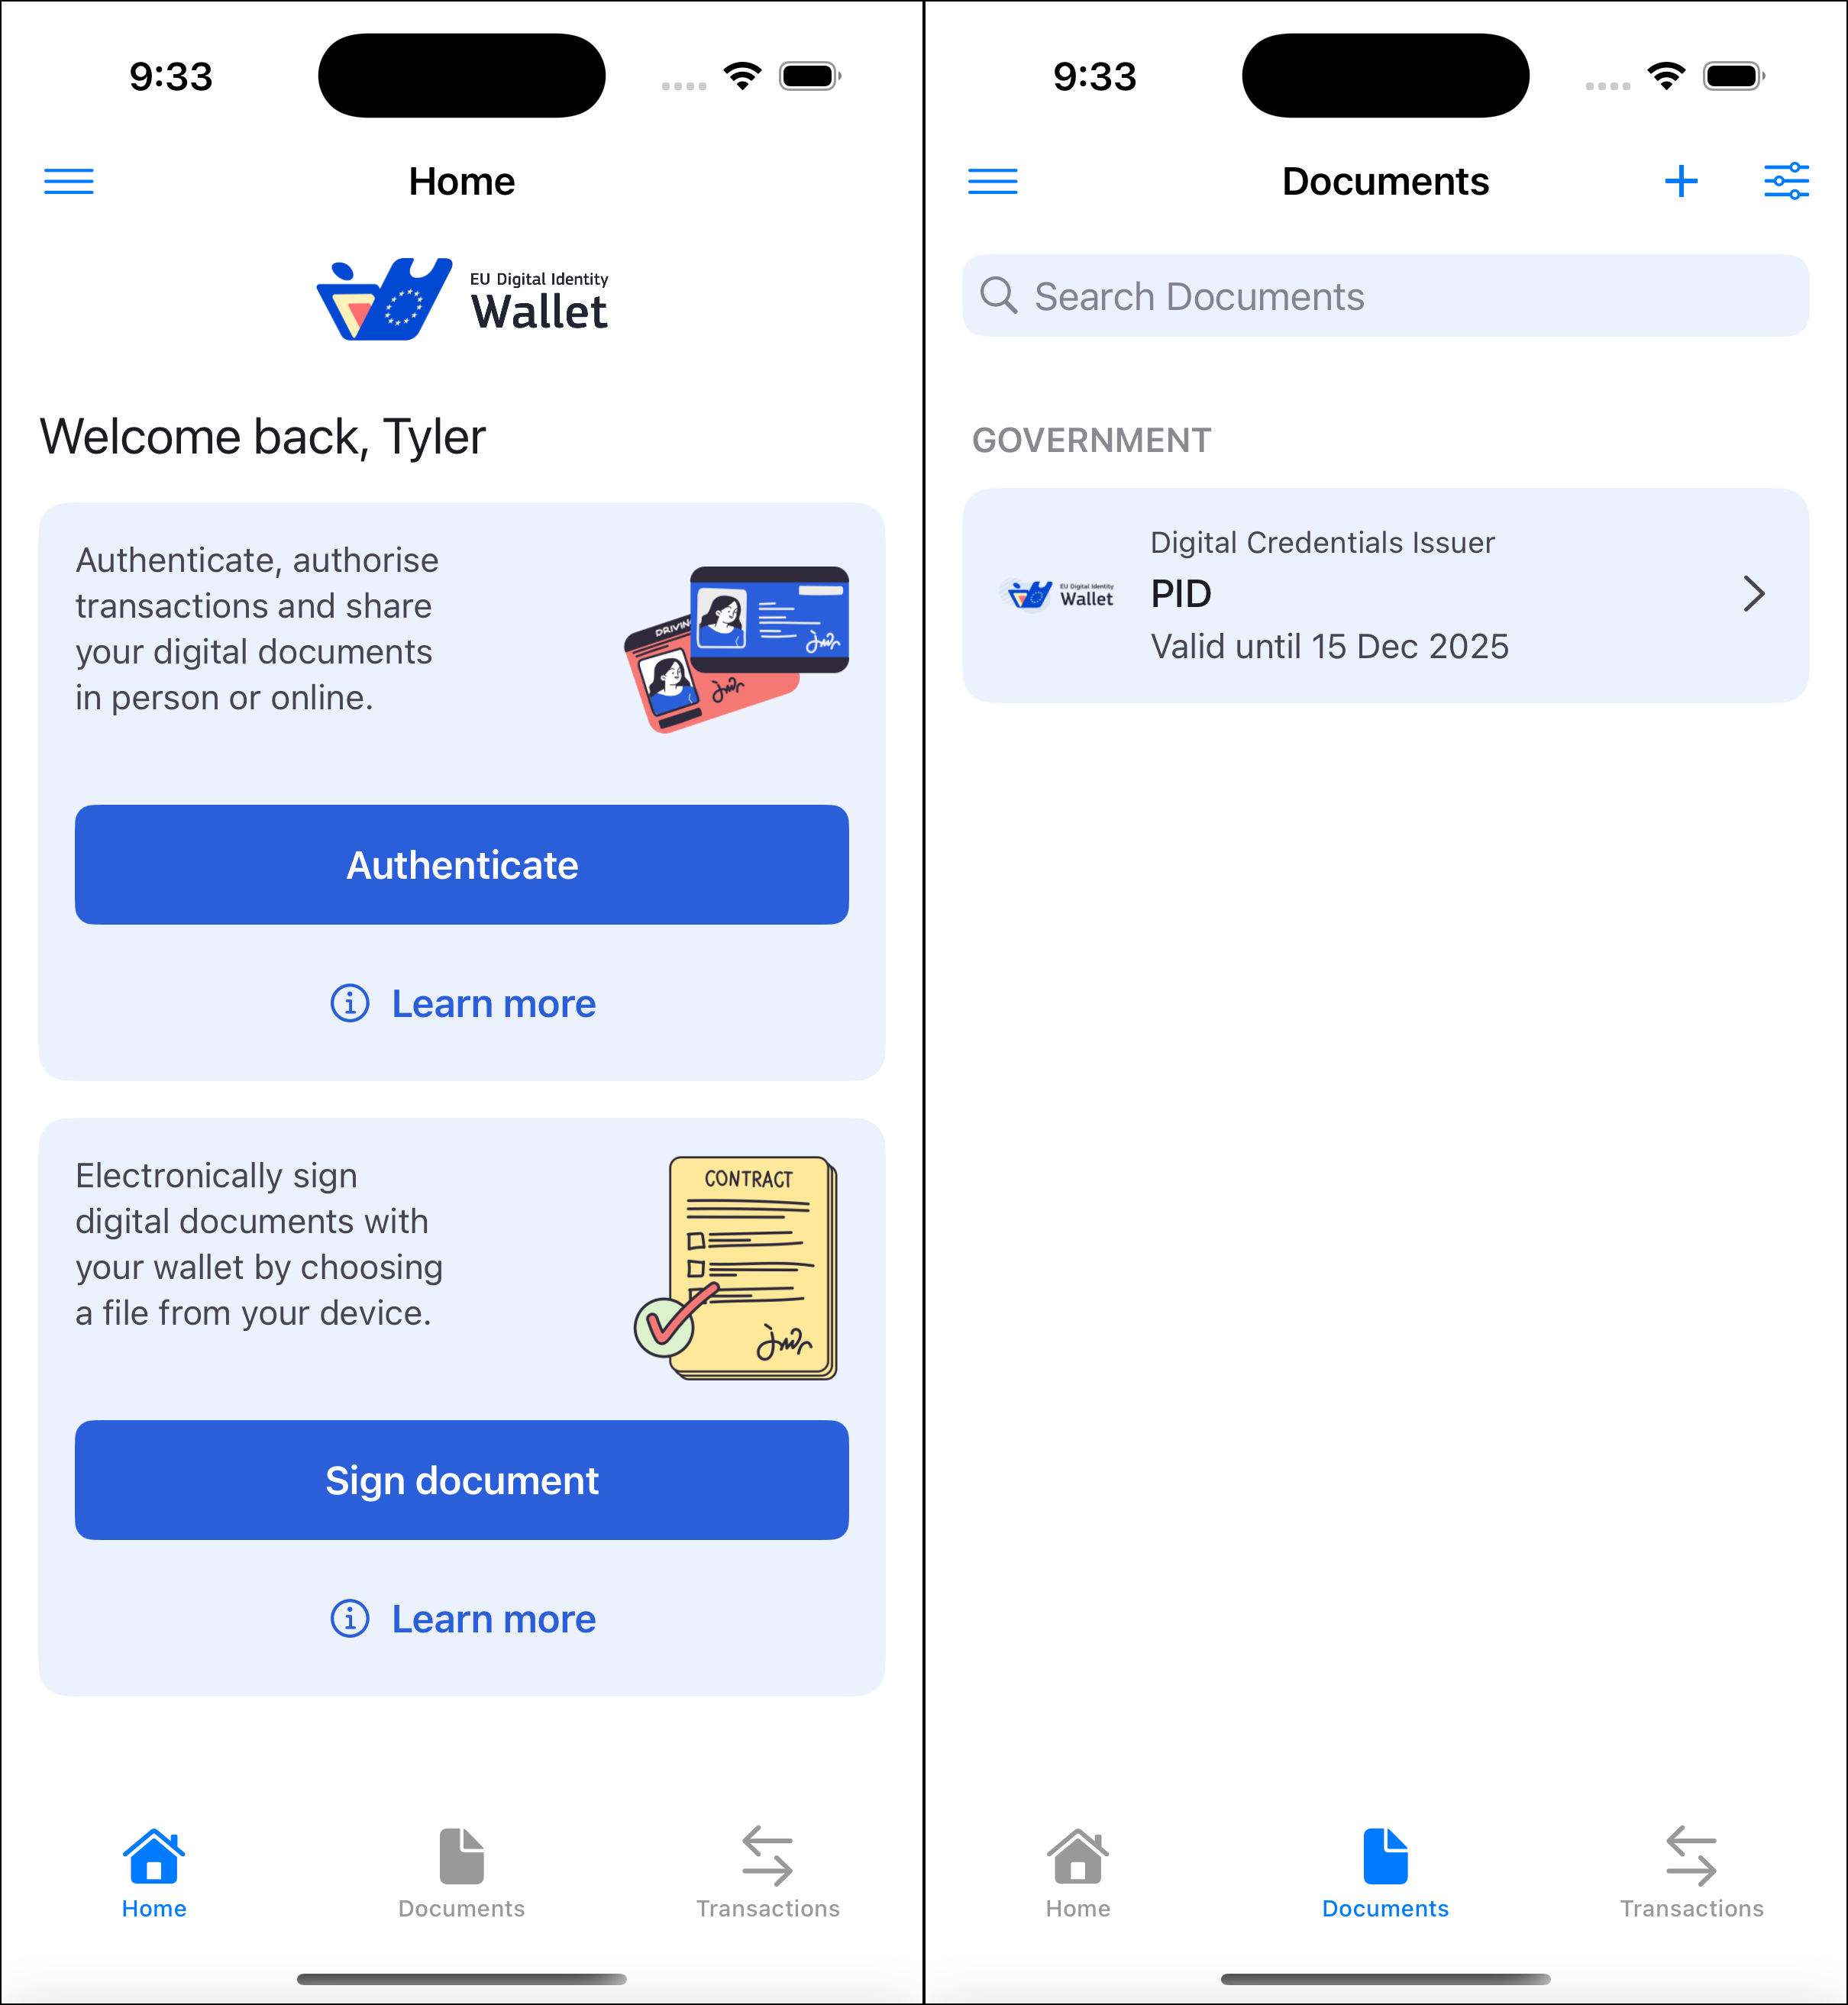 9:33
Home
EU Digital Identity
Wallet
Welcome back, Tyler
Authenticate, authorise
transactions and share
your digital documents
in person or online.
DRIVIN
Authenticate
Learn more
Electronically sign
digital documents with
your wallet by choosing
a file from your device.
CONTRACT
Sign document
Learn more
Home
Documents
Transactions
9:33
Documents
Search Documents
GOVERNMENT
EU Digital Identity
Wallet
Digital Credentials Issuer
PID
Valid until 15 Dec 2025
Home
Documents
Transactions